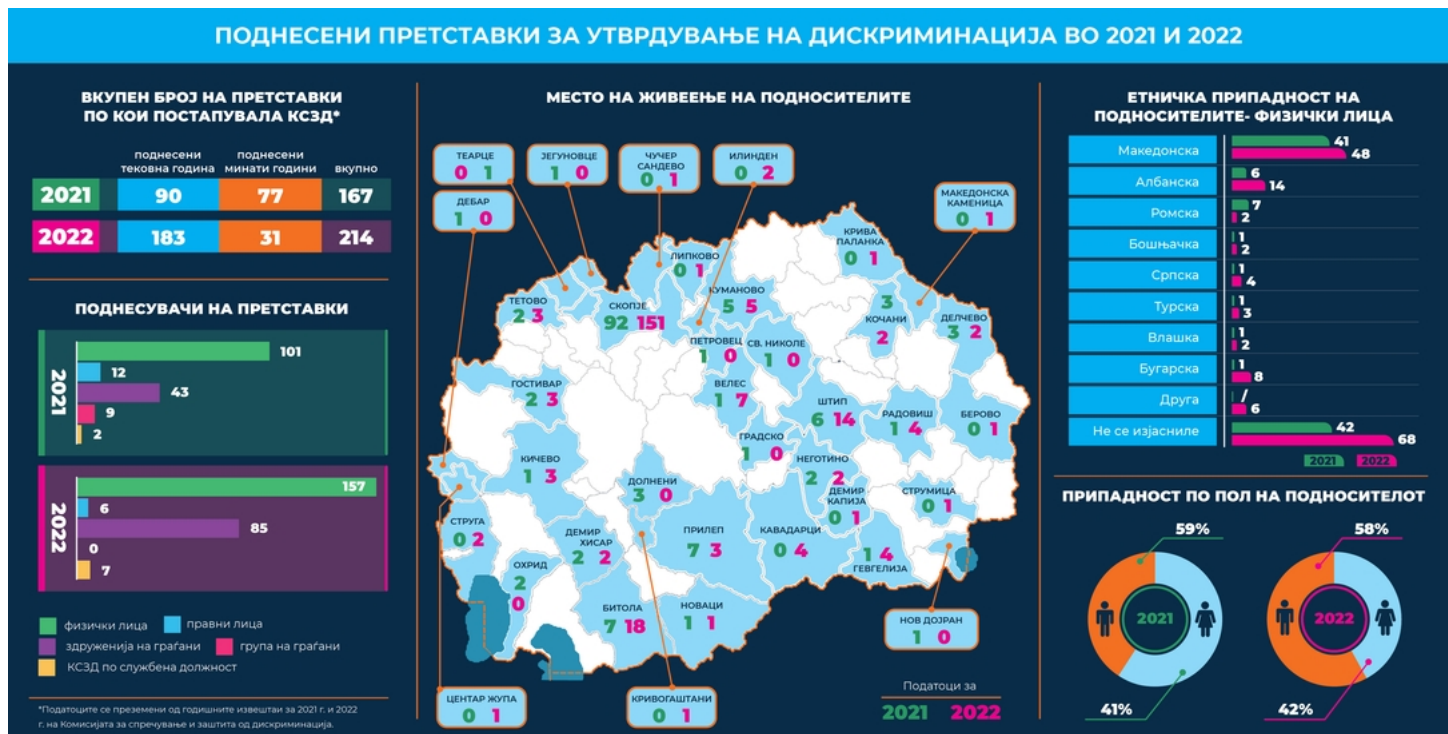 ПОДНЕСЕНИ ПРЕТСТАВКИ ЗА УТВРДУВАЊЕ НА ДИСКРИМИНАЦИЈА ВО 2021 И 2022
ВКУПЕН БРОЈ НА ПРЕТСТАВКИ
ПО КОИ ПОСТАПУВАЛА КСЗД*
поднесени тековна година
поднесени минати години
вкупно
2021 90 77 167
2022 183 31 214
ПОДНЕСУВАЧИ НА ПРЕТСТАВКИ
2021
101
12
43
9
2
2022
157
6
85
0
7
физички лица
правни лица
здруженија на граѓани
група на граѓани
КСЗД по службена должност
*Податоците се преземени од годишните извештаи за 2021 г. и 2022
г. на Комисијата за спречување и заштита од дискриминација.
МЕСТО НА ЖИВЕЕЊЕ НА ПОДНОСИТЕЛИТЕ
ТЕАРЦЕ
0 1
ЈЕГУНОВЦЕ
1 0
ЧУЧЕР
САНДЕВО
0 1
ИЛИНДЕН
0 2
ДЕБАР
1 0
МАКЕДОНСКА
КАМЕНИЦА
0 1
КРИВА
ПАЛАНКА
0 1
ЛИПКОВО
0 1
КУМАНОВО
5 5
ТЕТОВО
2 3
СКОПЈЕ
92 151
3
КОЧАНИ
2
ДЕЛЧЕВО
3 2
ПЕТРОВЕЦ
1 0
СВ. НИКОЛЕ
1 0
ГОСТИВАР
2 3
ВЕЛЕС
1 7
ШТИП
6 14
РАДОВИШ
1 4
БЕРОВО
0 1
ГРАДСКО
1 0
КИЧЕВО
1 3
НЕГОТИНО
2 2
ДОЛНЕНИ
3 0
ДЕМИР
КАПИЈА
0 1
СТРУМИЦА
0 1
СТРУГА
0 2
ДЕМИР
ХИСАР
2 2
ПРИЛЕП
7 3
КАВАДАРЦИ
0 4
1 4
ГЕВГЕЛИЈА
ОХРИД
2
0
БИТОЛА
7 18
НОВАЦИ
1 1
НОВ ДОЈРАН
1 0
ЦЕНТАР ЖУПА
0 1
КРИВОГАШТАНИ
0 1
Податоци за
2021 2022
ЕТНИЧКА ПРИПАДНОСТ НА
ПОДНОСИТЕЛИТЕ- ФИЗИЧКИ ЛИЦА
Македонска 41 48
Албанска 6 14
Ромска 7 2
Бошњачка 1 2
Српска 1 4
Турска 1 3
Влашка 1 2
Бугарска 1 8
Друга / 6
Не се изјасниле 42 68
2021 2022
ПРИПАДНОСТ ПО ПОЛ НА ПОДНОСИТЕЛОТ
59%
2021
41%
58%
2022
42%